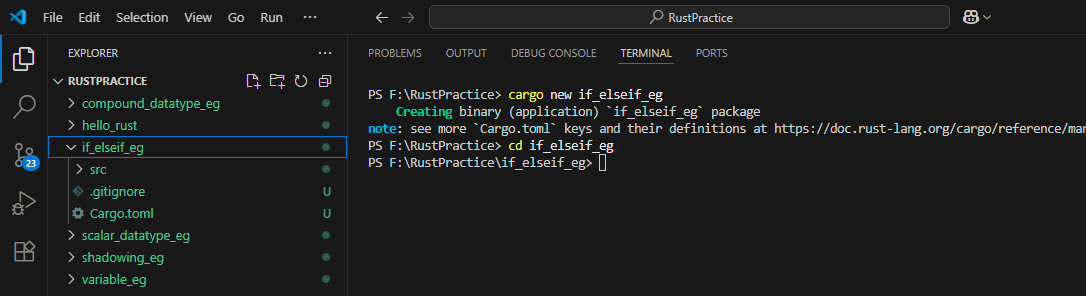 File Edit Selection View Go Run ···
RustPractice
EXPLORER ···
RUSTPRACTICE
compound_datatype_eg
hello_rust
if_elseif_eg
src
.gitignore U
Cargo.toml U
scalar_datatype_eg
shadowing_eg
variable_eg
23
PROBLEMS OUTPUT DEBUG CONSOLE TERMINAL PORTS
PS F:\RustPractice> cargo new if_elseif_eg
Creating binary (application) `if_elseif_eg` package
note: see more `Cargo.toml` keys and their definitions at https://doc.rust-lang.org/cargo/reference/man
PS F:\RustPractice> cd if_elseif_eg
PS F:\RustPractice\if_elseif_eg>